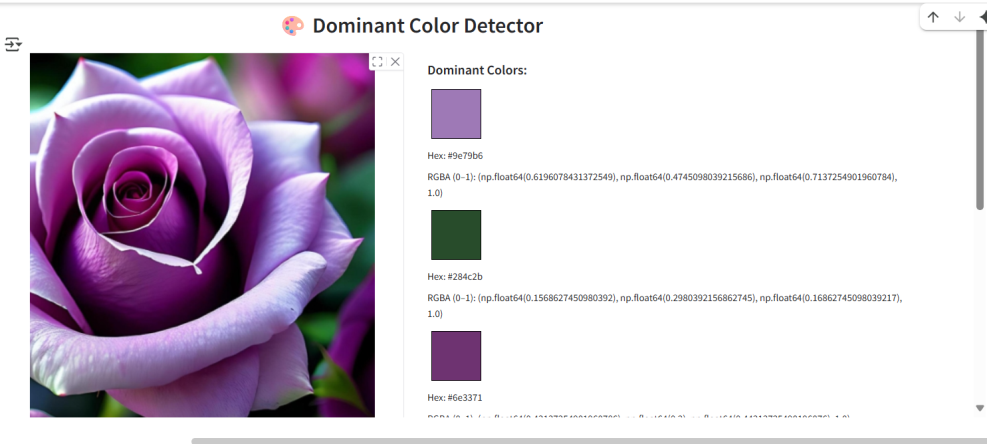 🎨 Dominant Color Detector
Dominant Colors:
Hex: #9e79b6
RGBA (0–1): (np.float64(0.6196078431372549), np.float64(0.4745098039215686), np.float64(0.7137254901960784),
1.0)
Hex: #284c2b
RGBA (0–1): (np.float64(0.1568627450980392), np.float64(0.2980392156862745), np.float64(0.16862745098039217),
1.0)
Hex: #6e3371